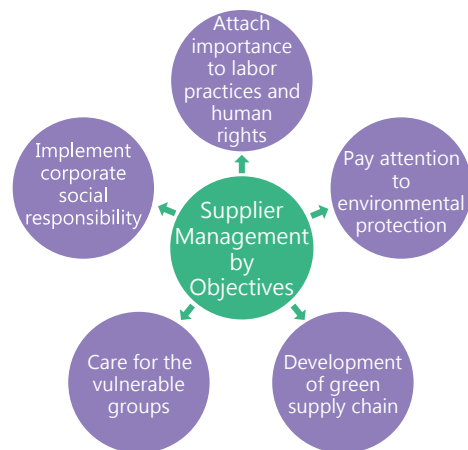 Attach
importance
to labor
practices and
human
rights
Implement
corporate
social
responsibility
Pay attention
to
environmental
protection
Supplier
Management
by
Objectives
Care for the
vulnerable
groups
Development
of green
supply chain